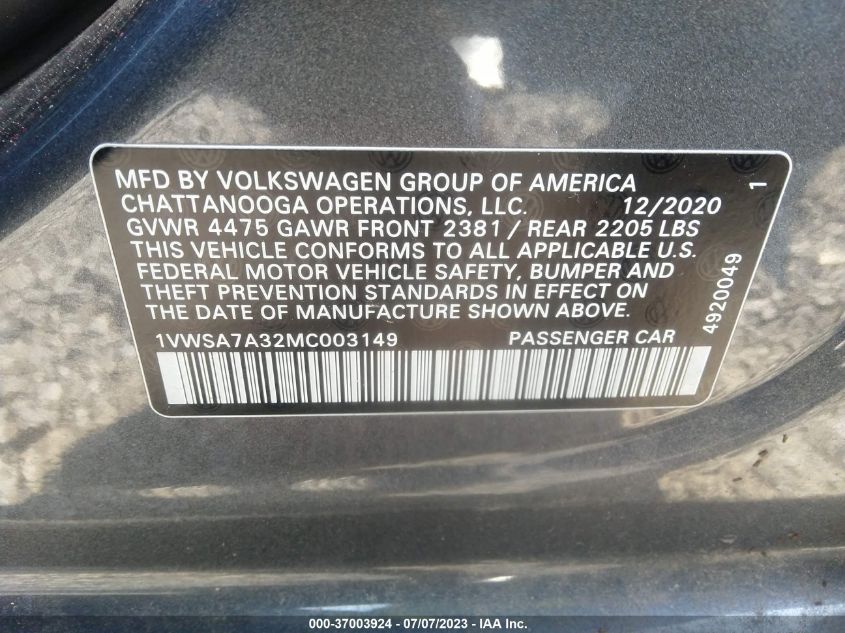 MFD BY VOLKSWAGEN GROUP OF AMERICA
CHATTANOOGA OPERATIONS, LLC. 12/2020
GVWR 4475 GAWR FRONT 2381 / REAR 2205 LBS
THIS VEHICLE CONFORMS TO ALL APPLICABLE U.S.
FEDERAL MOTOR VEHICLE SAFETY, BUMPER AND
THEFT PREVENTION STANDARDS IN EFFECT ON
THE DATE OF MANUFACTURE SHOWN ABOVE.
1VWSA7A32MC003149 PASSENGER CAR
4920049
1
000-37003924 - 07/07/2023 - IAA Inc.